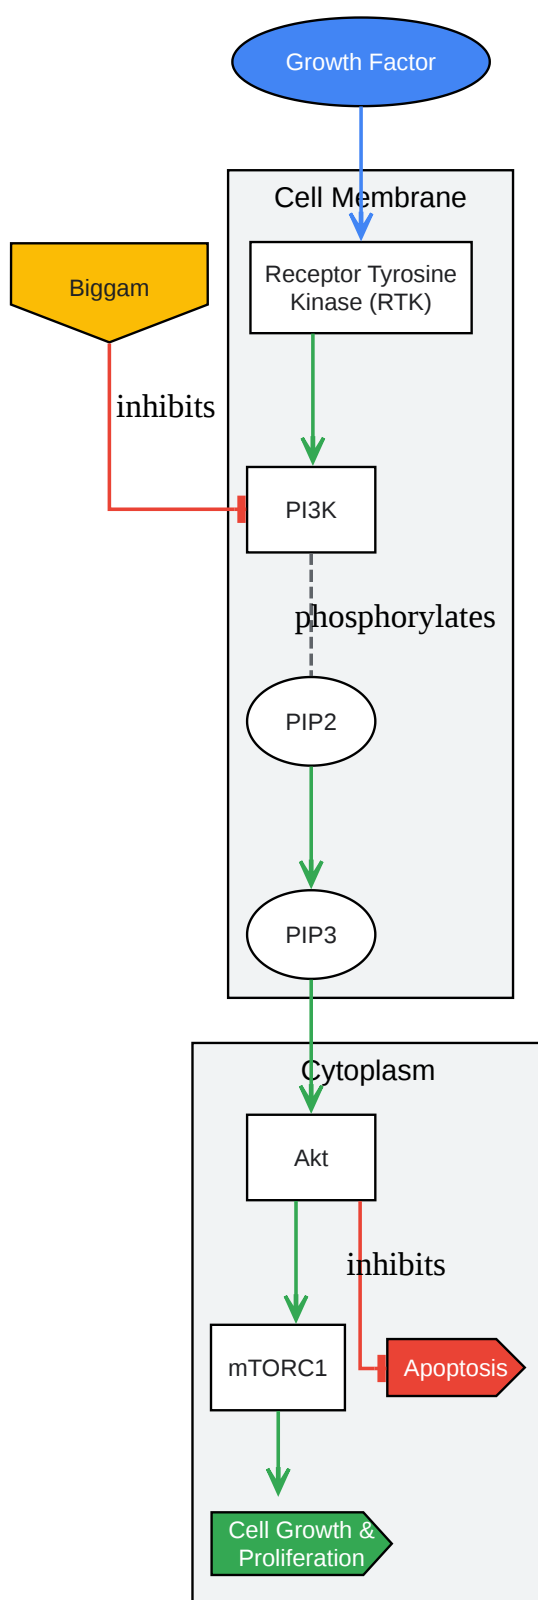 Growth Factor
Cell Membrane
Receptor Tyrosine
Kinase (RTK)
Biggam
inhibits
PI3K
phosphorylates
PIP2
PIP3
Cytoplasm
Akt
inhibits
mTORC1
Apoptosis
Cell Growth &
Proliferation